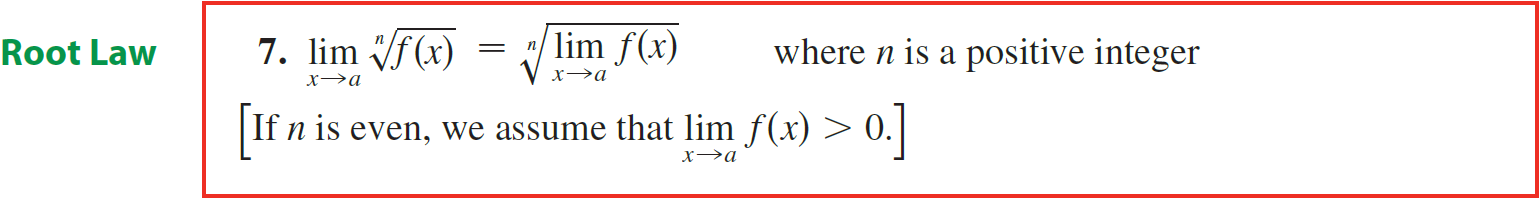 Root Law
7. lim_{x→a} ⁿ√f(x) = ⁿ√lim_{x→a} f(x) where n is a positive integer
[If n is even, we assume that lim_{x→a} f(x) > 0.]